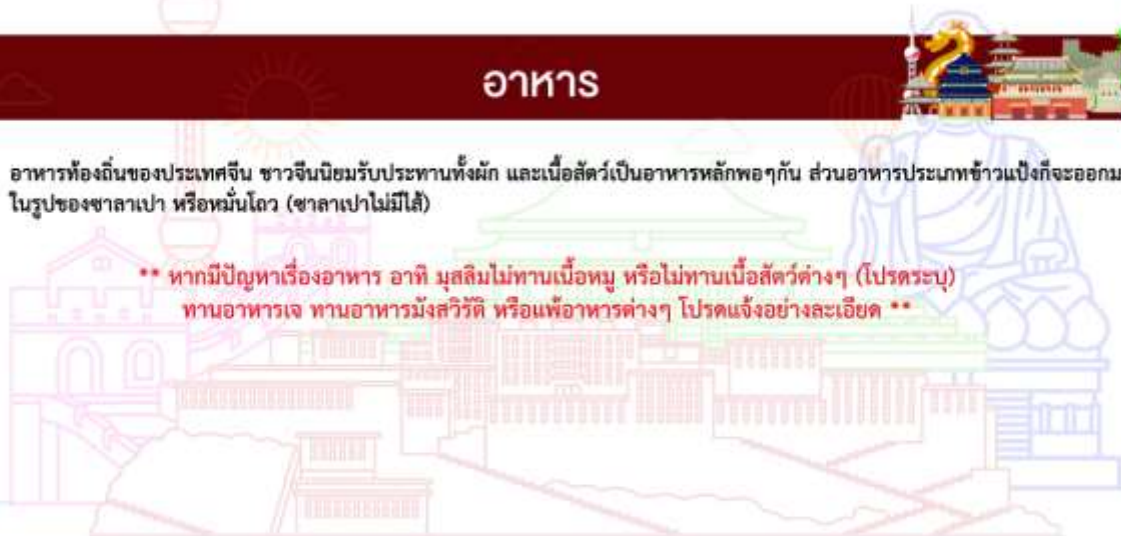 อาหาร
อาหารท้องถิ่นของประเทศจีน ชาวจีนนิยมรับประทานทั้งผัก และเนื้อสัตว์เป็นอาหารหลักพอๆกัน ส่วนอาหารประเภทข้าวแป้งก็จะออกม
ในรูปของซาลาเปา หรือหมั่นโถว (ซาลาเปาไม่มีไส้)
** หากมีปัญหาเรื่องอาหาร อาทิ มุสลิมไม่ทานเนื้อหมู หรือไม่ทานเนื้อสัตว์ต่างๆ (โปรดระบุ)
ทานอาหารเจ ทานอาหารมังสวิรัติ หรือแพ้อาหารต่างๆ โปรดแจ้งอย่างละเอียด **